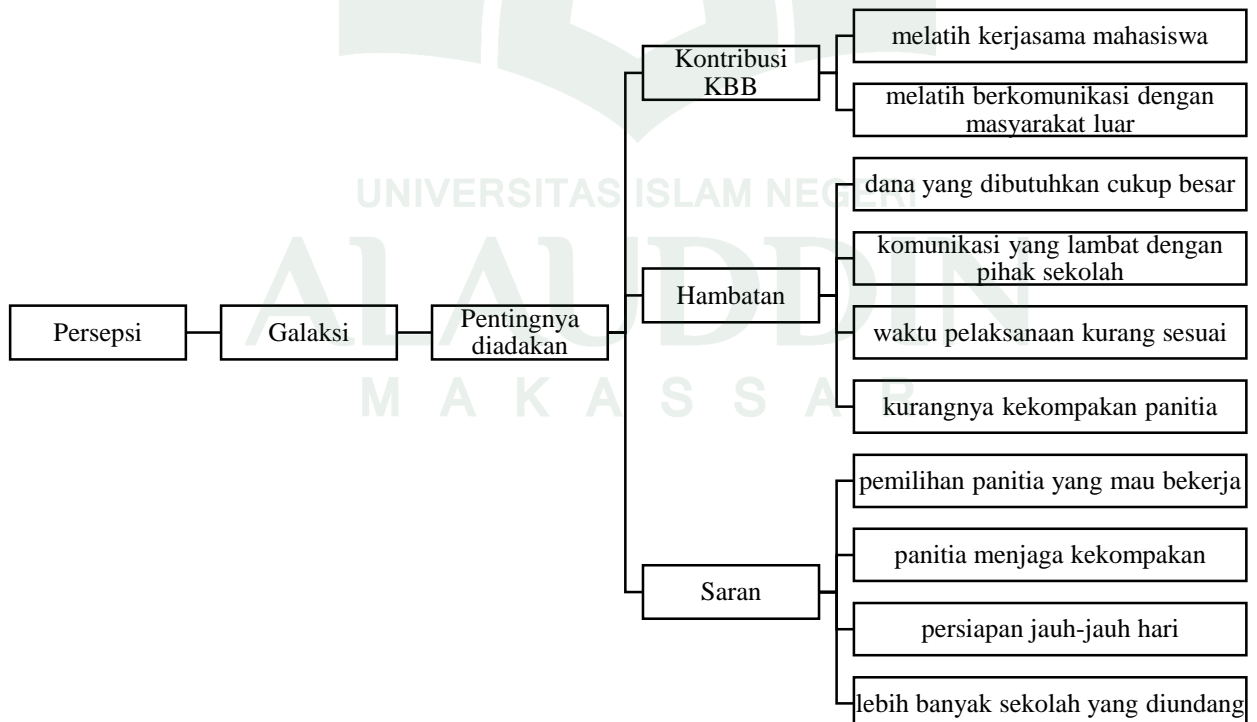 Kontribusi
KBB
melatih kerjasama mahasiswa
melatih berkomunikasi dengan
masyarakat luar
UNIVERSITAS ISLAM NEGERI
ALAUDDIN
MAKASSAR
Persepsi
Galaksi
Pentingnya
diadakan
Hambatan
dana yang dibutuhkan cukup besar
komunikasi yang lambat dengan
pihak sekolah
waktu pelaksanaan kurang sesuai
kurangnya kekompakan panitia
Saran
pemilihan panitia yang mau bekerja
panitia menjaga kekompakan
persiapan jauh-jauh hari
lebih banyak sekolah yang diundang